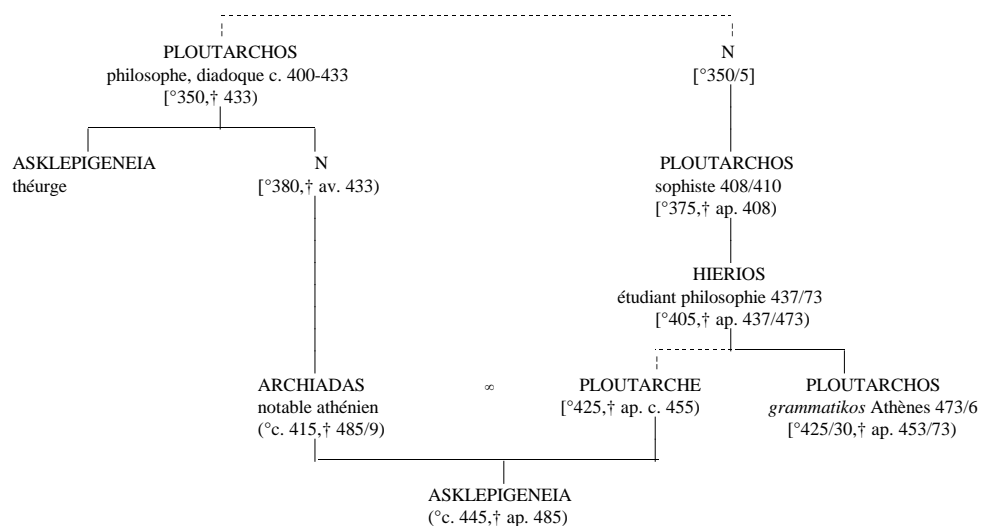 PLOUTARCHOS
philosophe, diadoque c. 400-433
[°350,† 433)
N
[°350/5]
ASKLEPIGENEIA
théurge
N
[°380,† av. 433)
PLOUTARCHOS
sophiste 408/410
[°375,† ap. 408)
HIERIOS
étudiant philosophie 437/73
[°405,† ap. 437/473)
ARCHIADAS
notable athénien
(°c. 415,† 485/9)
∞
PLOUTARCHE
[°425,† ap. c. 455)
PLOUTARCHOS
grammatikos Athènes 473/6
[°425/30,† ap. 453/73)
ASKLEPIGENEIA
(°c. 445,† ap. 485)